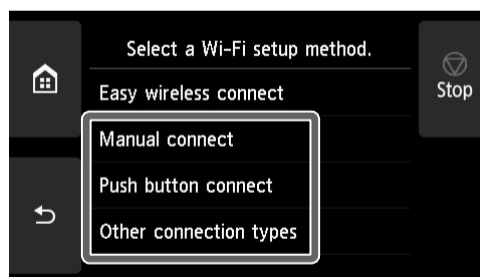 Select a Wi-Fi setup method.
Easy wireless connect
Stop
Manual connect
Push button connect
Other connection types